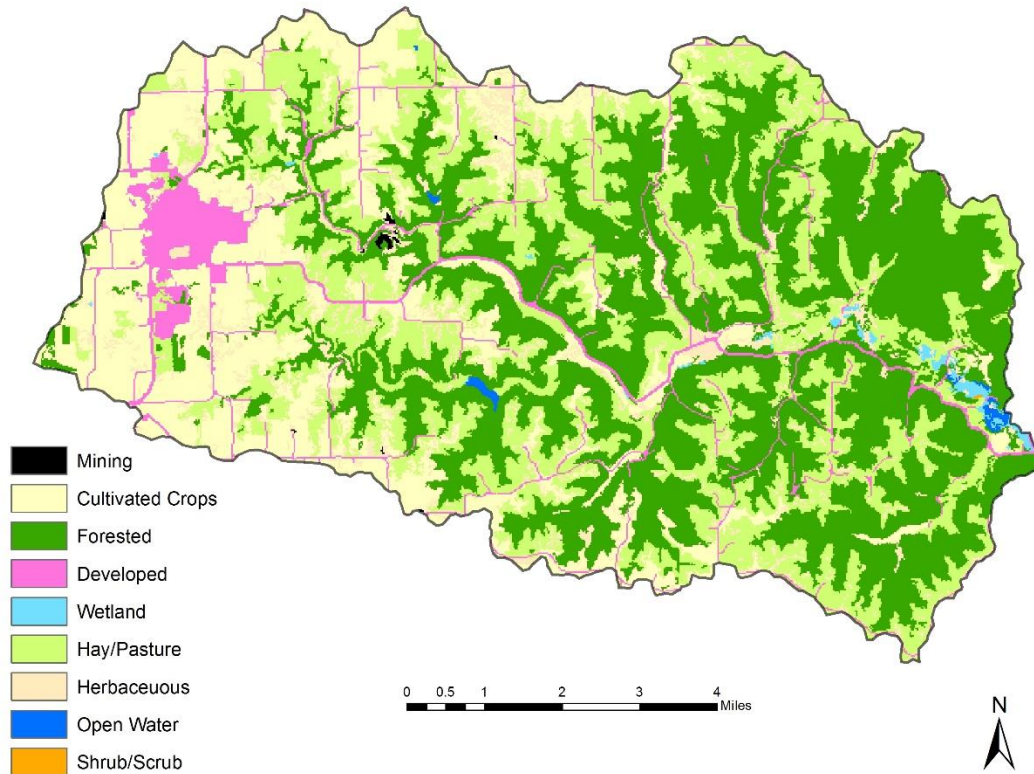 Mining
Cultivated Crops
Forested
Developed
Wetland
Hay/Pasture
Herbaceuous
Open Water
Shrub/Scrub
0 0.5 1 2 3 4
Miles
N